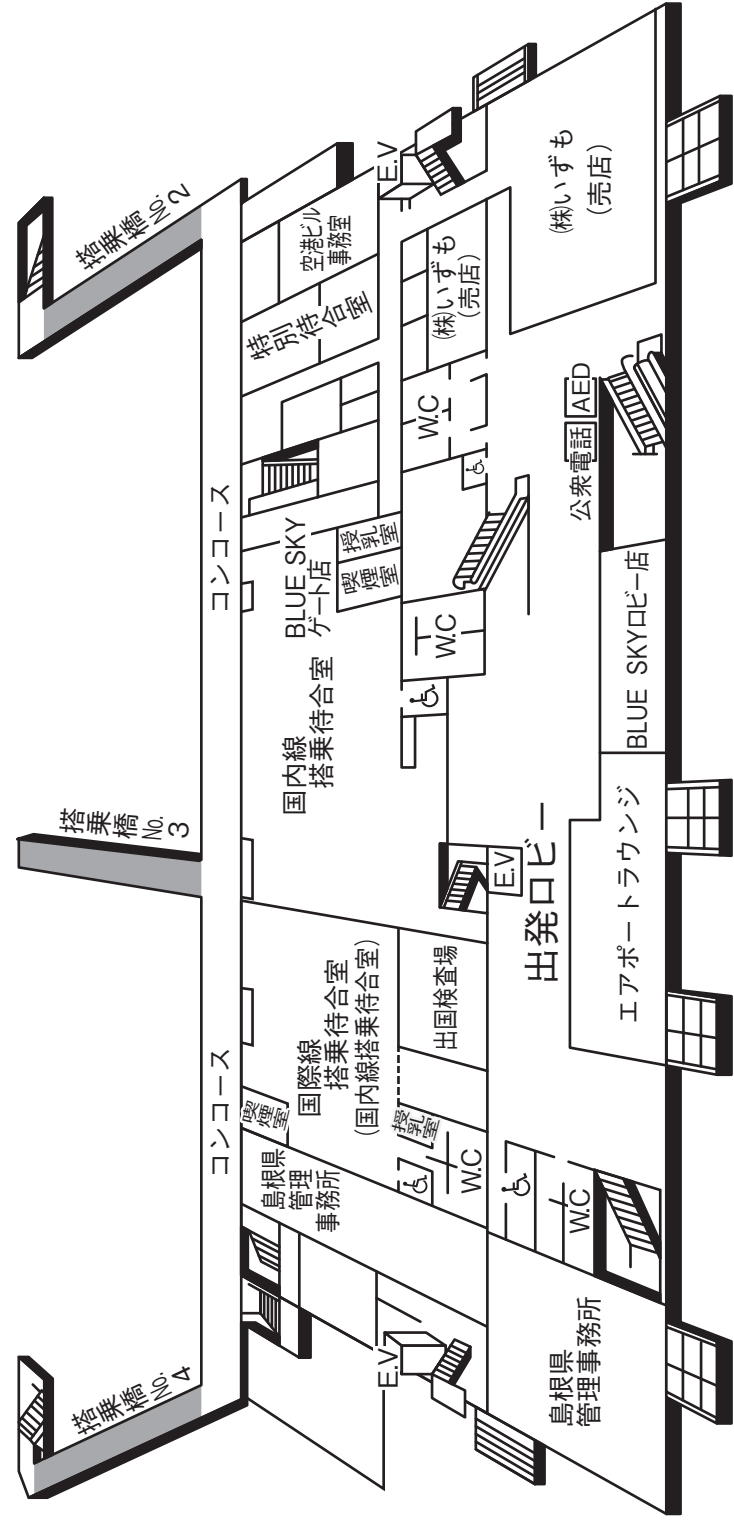 搭乗橋
No.
4
搭乗橋
No.
3
搭乗橋
No.
2
コンコース
コンコース
島根県
管理
事務所
喫煙室
国際線
搭乗待合室
(国内線搭乗待合室)
授乳室
出国検査場
国内線
搭乗待合室
BLUE SKY
ゲート店
喫煙室
授乳室
特別待合室
空港ビル
事務室
E.V
E.V
W.C
W.C
W.C
(株)いずも
(売店)
E.V
島根県
管理事務所
W.C
出発ロビー
エアポートラウンジ
BLUE SKYロビー店
公衆電話
AED
(株)いずも
(売店)